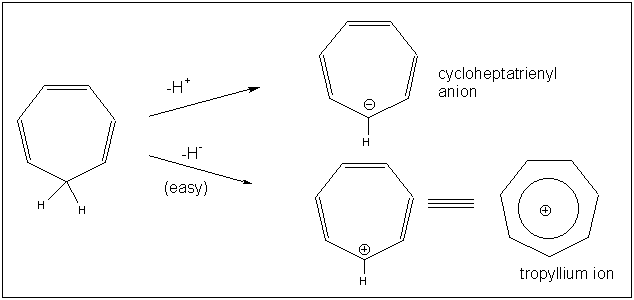 -H+
cycloheptatrienyl
anion
-H-
(easy)
H
H H
H
tropyllium ion